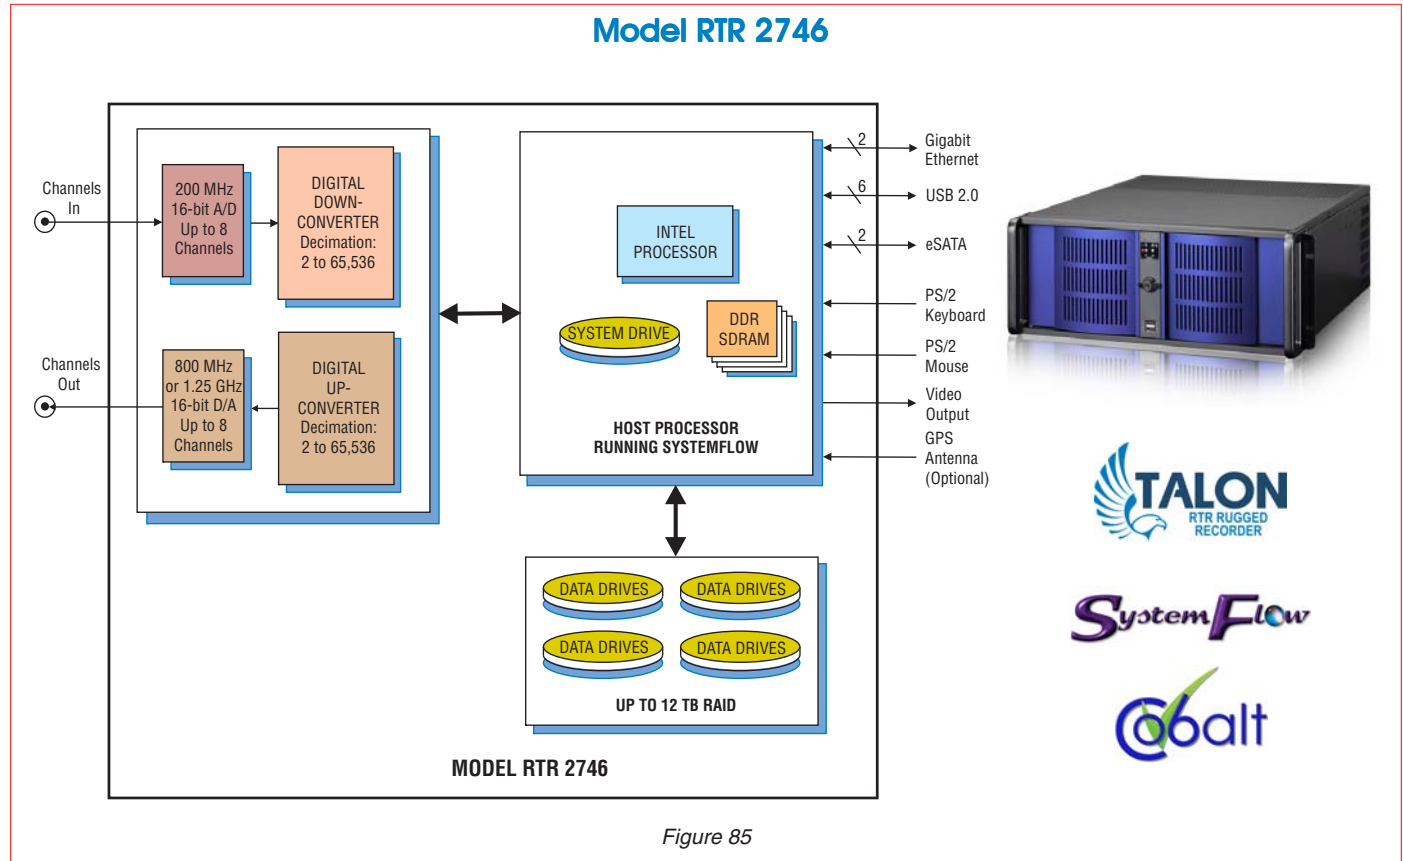 Model RTR 2746
Channels
In
200 MHz
16-bit A/D
Up to 8
Channels
DIGITAL
DOWN-
CONVERTER
Decimation:
2 to 65,536
Channels
Out
800 MHz
or 1.25 GHz
16-bit D/A
Up to 8
Channels
DIGITAL
UP-
CONVERTER
Decimation:
2 to 65,536
INTEL
PROCESSOR
SYSTEM DRIVE
DDR
SDRAM
HOST PROCESSOR
RUNNING SYSTEMFLOW
2
Gigabit
Ethernet
6
USB 2.0
2
eSATA
PS/2
Keyboard
PS/2
Mouse
Video
Output
GPS
Antenna
(Optional)
DATA DRIVES
DATA DRIVES
DATA DRIVES
DATA DRIVES
UP TO 12 TB RAID
MODEL RTR 2746
TALON
RTR RUGGED
RECORDER
SystemFlow
Cobalt
Figure 85